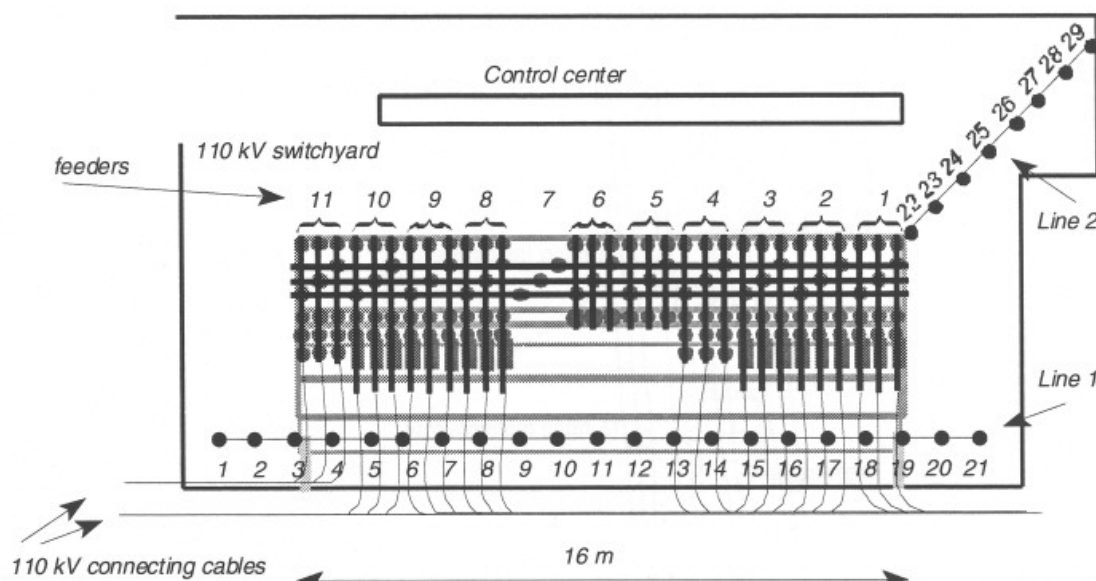 Control center
110 kV switchyard
feeders
11 10 9 8 7 6 5 4 3 2 1
22 23 24 25 26 27 28 29
Line 2
Line 1
1 2 3 4 5 6 7 8 9 10 11 12 13 14 15 16 17 18 19 20 21
110 kV connecting cables
16 m